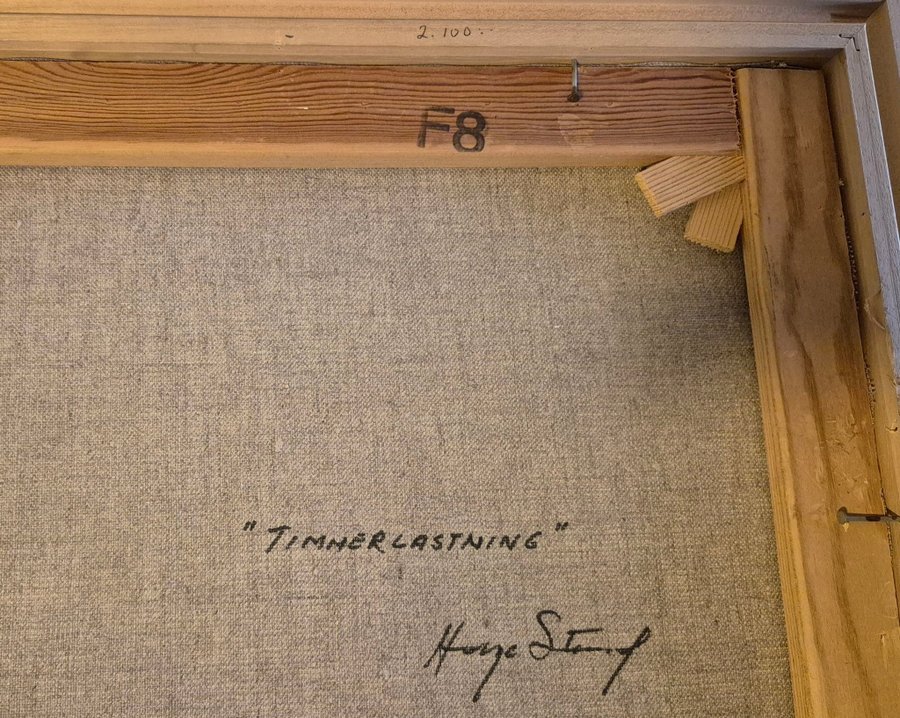 2.100:-
F8
"TIMMERLASTNING"